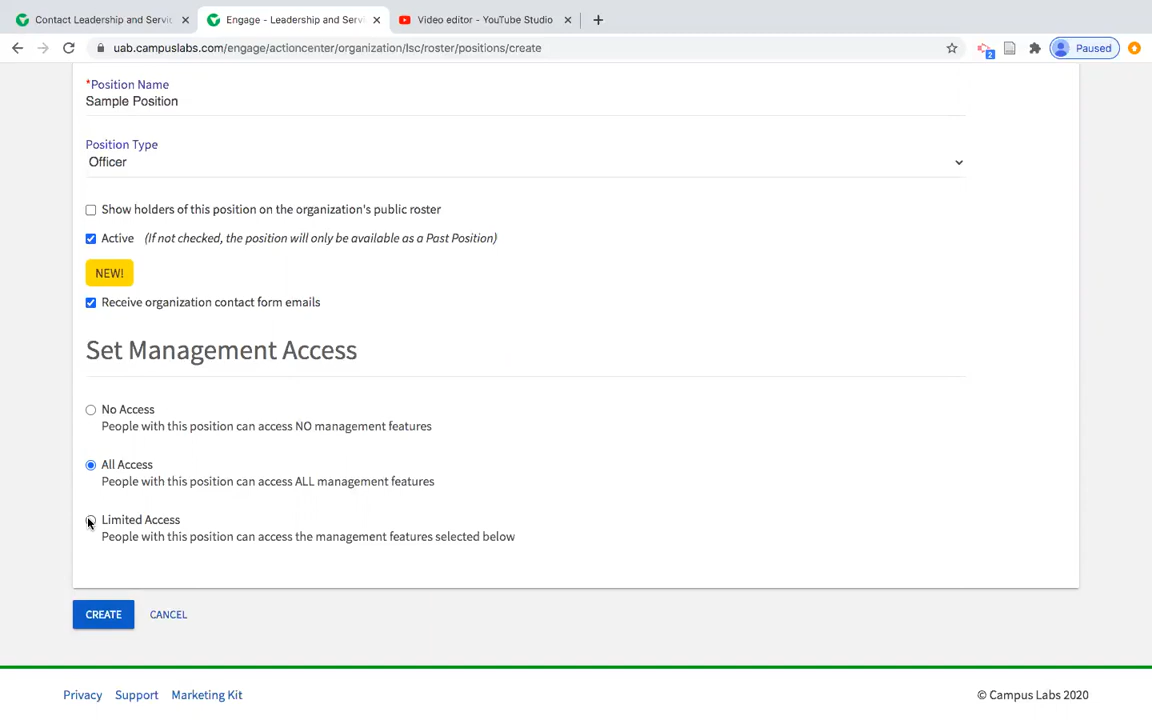 Contact Leadership and Servic
Engage - Leadership and Servi
Video editor - YouTube Studio
uab.campuslabs.com/engage/actioncenter/organization/lsc/roster/positions/create
2
Paused
*Position Name
Sample Position
Position Type
Officer
Show holders of this position on the organization's public roster
Active (If not checked, the position will only be available as a Past Position)
NEW!
Receive organization contact form emails
Set Management Access
No Access
People with this position can access NO management features
All Access
People with this position can access ALL management features
Limited Access
People with this position can access the management features selected below
CREATE CANCEL
Privacy Support Marketing Kit © Campus Labs 2020